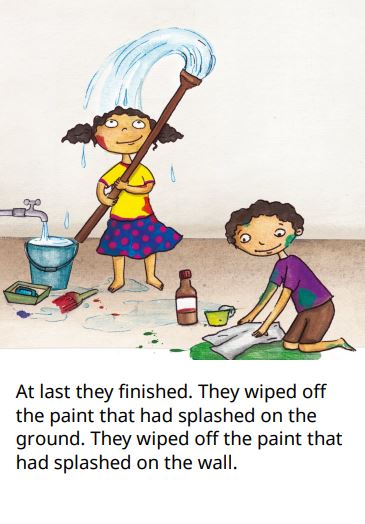 At last they finished. They wiped off
the paint that had splashed on the
ground. They wiped off the paint that
had splashed on the wall.